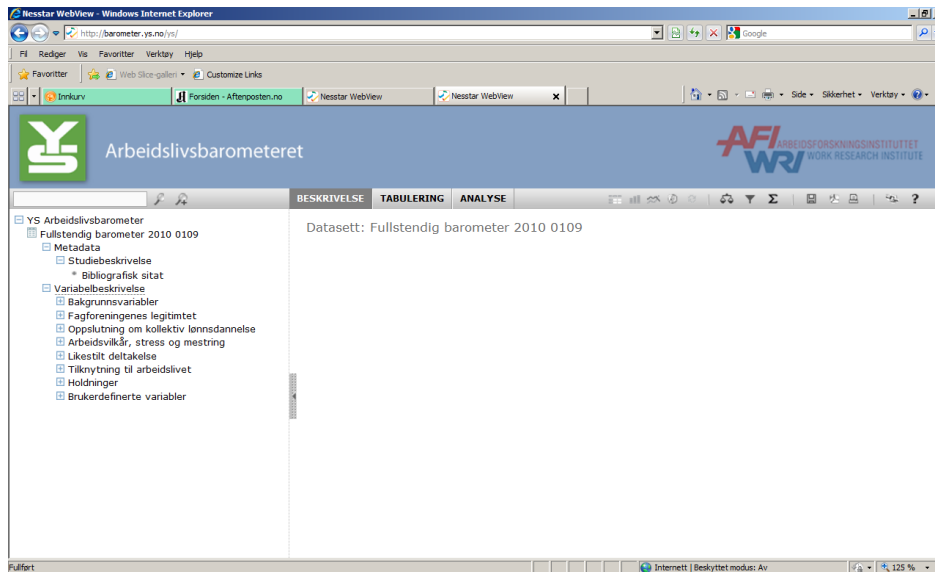 Nesstar WebView - Windows Internet Explorer
http://barometer.ys.no/ys/
Google
Fil Rediger Vis Favoritter Verktøy Hjelp
Favoritter Web Slice-galleri Customize Links
Innkurv Forsiden - Aftenposten.no Nesstar WebView Nesstar WebView Side Sikkerhet Verktøy
YS Arbeidslivsbarometeret
AFI ARBEIDSFORSKNINGSINSTITUTTET
WRI WORK RESEARCH INSTITUTE
BESKRIVELSE TABULERING ANALYSE Σ ?
YS Arbeidslivsbarometer
Fullstendig barometer 2010 0109
Metadata
Studiebeskrivelse
* Bibliografisk sitat
Variabelbeskrivelse
Bakgrunnsvariabler
Fagforeningenes legitimtet
Oppslutning om kollektiv lønnsdannelse
Arbeidsvilkår, stress og mestring
Likestilt deltakelse
Tilknytning til arbeidslivet
Holdninger
Brukerdefinerte variabler
Datasett: Fullstendig barometer 2010 0109
Fullført
Internett | Beskyttet modus: Av
125 %